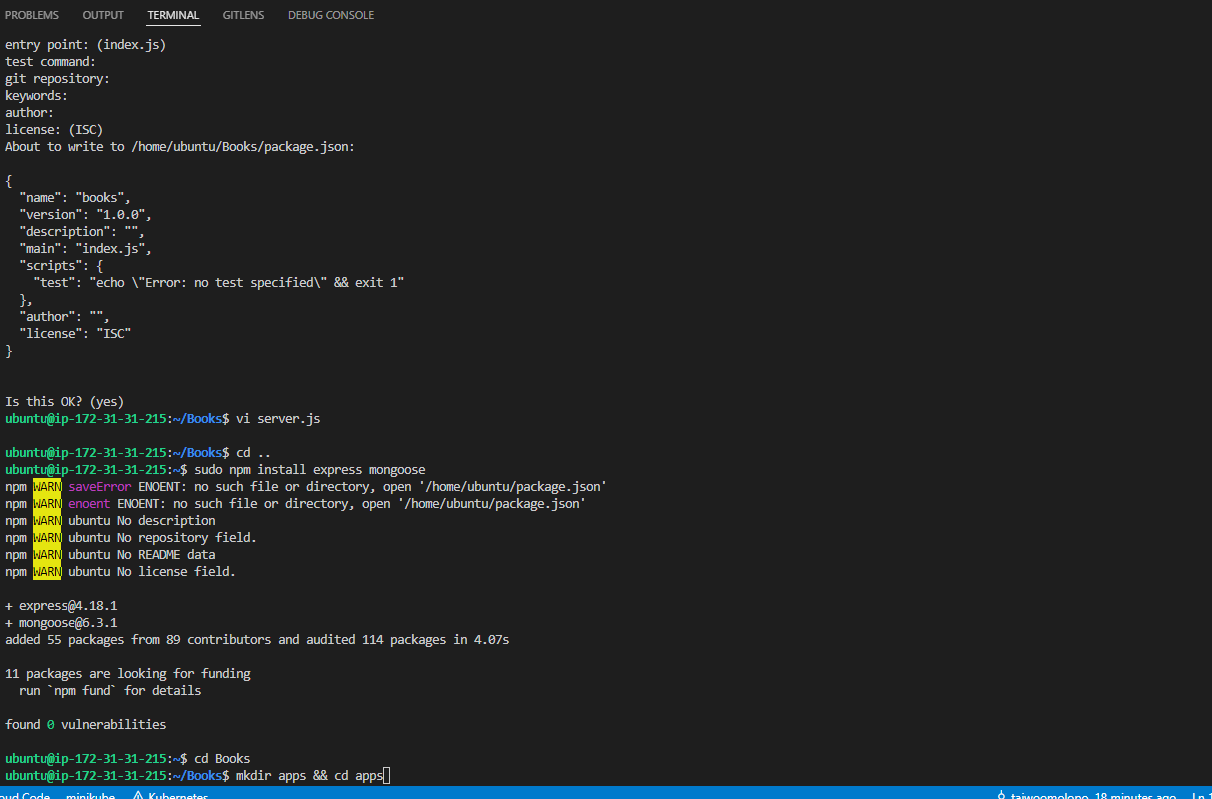 PROBLEMS OUTPUT TERMINAL GITLENS DEBUG CONSOLE
entry point: (index.js)
test command:
git repository:
keywords:
author:
license: (ISC)
About to write to /home/ubuntu/Books/package.json:
{
  "name": "books",
  "version": "1.0.0",
  "description": "",
  "main": "index.js",
  "scripts": {
    "test": "echo \"Error: no test specified\" && exit 1"
  },
  "author": "",
  "license": "ISC"
}
Is this OK? (yes)
ubuntu@ip-172-31-31-215:~/Books$ vi server.js
ubuntu@ip-172-31-31-215:~/Books$ cd ..
ubuntu@ip-172-31-31-215:~$ sudo npm install express mongoose
npm WARN saveError ENOENT: no such file or directory, open '/home/ubuntu/package.json'
npm WARN enoent ENOENT: no such file or directory, open '/home/ubuntu/package.json'
npm WARN ubuntu No description
npm WARN ubuntu No repository field.
npm WARN ubuntu No README data
npm WARN ubuntu No license field.
+ express@4.18.1
+ mongoose@6.3.1
added 55 packages from 89 contributors and audited 114 packages in 4.07s
11 packages are looking for funding
  run `npm fund` for details
found 0 vulnerabilities
ubuntu@ip-172-31-31-215:~$ cd Books
ubuntu@ip-172-31-31-215:~/Books$ mkdir apps && cd apps
oud Code minikube Kubernetes taiwoomolopo, 18 minutes ago Ln 1